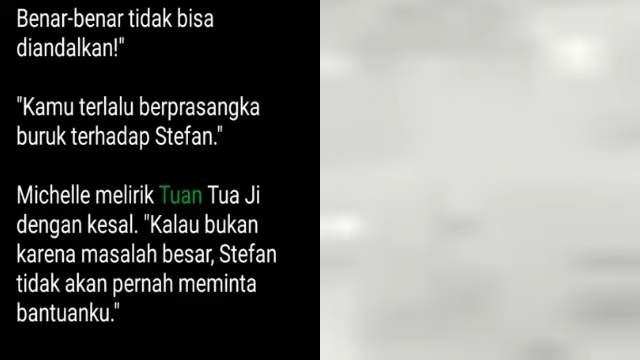 Benar-benar tidak bisa
diandalkan!"
"Kamu terlalu berprasangka
buruk terhadap Stefan."
Michelle melirik Tuan Tua Ji
dengan kesal. "Kalau bukan
karena masalah besar, Stefan
tidak akan pernah meminta
bantuanku."